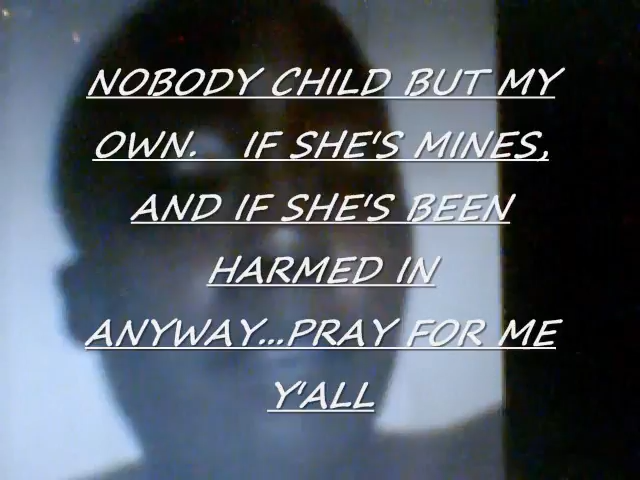 NOBODY CHILD BUT MY
OWN.   IF SHE'S MINES,
AND IF SHE'S BEEN
HARMED IN
ANYWAY...PRAY FOR ME
Y'ALL